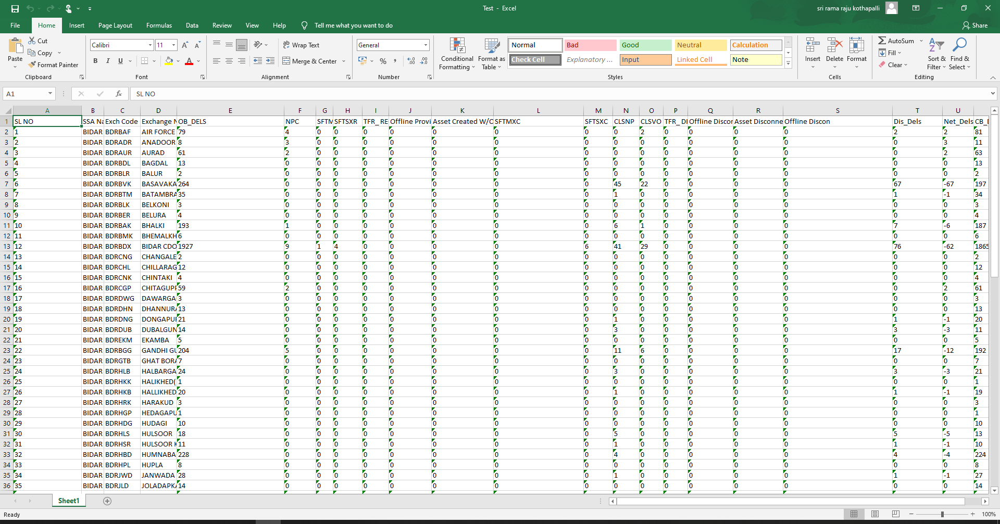 Test - Excel
sri rama raju kothapalli
File Home Insert Page Layout Formulas Data Review View Help Tell me what you want to do Share
Paste Cut Copy Format Painter Clipboard
Calibri 11 B I U Font
Wrap Text Merge & Center Alignment
General % , Number
Conditional Formatting Format as Table
Normal Bad Good Neutral Calculation
Check Cell Explanatory ... Input Linked Cell Note
Styles
Insert Delete Format Cells
AutoSum Fill Clear Sort & Filter Find & Select Editing
A1 fx SL NO
A B C D E F G H I J K L M N O P Q R S T U
1 SL NO SSA Na Exch Code Exchange N OB_DELS NPC SFTM SFTSXR TFR_RE Offline Provi Asset Created W/O SFTMXC SFTSXC CLSNP CLSVO TFR_DI Offline Discon Asset Disconne Offline Discon Dis_Dels Net_Dels CB_D
2 1 BIDAR BDRBAF AIR FORCE 79 4 0 0 0 0 0 0 0 0 2 0 0 0 0 2 2 81
3 2 BIDAR BDRADR ANADOOR 8 3 0 0 0 0 0 0 0 0 0 0 0 0 0 0 3 11
4 3 BIDAR BDRAUR AURAD 61 2 0 0 0 0 0 0 0 0 0 0 0 0 0 0 2 63
5 4 BIDAR BDRBDL BAGDAL 13 0 0 0 0 0 0 0 0 0 0 0 0 0 0 0 0 13
6 5 BIDAR BDRBLR BALUR 2 0 0 0 0 0 0 0 0 0 0 0 0 0 0 0 0 2
7 6 BIDAR BDRBVK BASAVAKA 264 0 0 0 0 0 0 0 0 45 22 0 0 0 0 67 -67 197
8 7 BIDAR BDRBTM BATAMBRA 35 0 0 0 0 0 0 0 0 1 0 0 0 0 0 1 -1 34
9 8 BIDAR BDRBLK BELKONI 3 0 0 0 0 0 0 0 0 0 0 0 0 0 0 0 0 3
10 9 BIDAR BDRBER BELURA 4 0 0 0 0 0 0 0 0 0 0 0 0 0 0 0 0 4
11 10 BIDAR BDRBAK BHALKI 193 1 0 0 0 0 0 0 0 6 1 0 0 0 0 7 -6 187
12 11 BIDAR BDRBMK BHEMALKH 6 0 0 0 0 0 0 0 0 0 0 0 0 0 0 0 0 6
13 12 BIDAR BDRBDX BIDAR CDO 1927 9 1 4 0 0 0 0 6 41 29 0 0 0 0 76 -62 1865
14 13 BIDAR BDRCNG CHANGALE 2 0 0 0 0 0 0 0 0 0 0 0 0 0 0 0 0 2
15 14 BIDAR BDRCHL CHILLARAG 12 0 0 0 0 0 0 0 0 0 0 0 0 0 0 0 0 12
16 15 BIDAR BDRCNK CHINTAKI 4 0 0 0 0 0 0 0 0 0 0 0 0 0 0 0 0 4
17 16 BIDAR BDRCGP CHITAGUPP 59 2 0 0 0 0 0 0 0 0 0 0 0 0 0 0 2 61
18 17 BIDAR BDRDWG DAWARGA 3 0 0 0 0 0 0 0 0 0 0 0 0 0 0 0 0 3
19 18 BIDAR BDRDHN DHANNURA 13 0 0 0 0 0 0 0 0 0 0 0 0 0 0 0 0 13
20 19 BIDAR BDRDNG DONGAPUR 21 0 0 0 0 0 0 0 0 1 0 0 0 0 0 1 -1 20
21 20 BIDAR BDRDUB DUBALGUN 14 0 0 0 0 0 0 0 0 3 0 0 0 0 0 3 -3 11
22 21 BIDAR BDREKM EKAMBA 5 0 0 0 0 0 0 0 0 0 0 0 0 0 0 0 0 5
23 22 BIDAR BDRBGG GANDHI GU 204 5 0 0 0 0 0 0 0 11 6 0 0 0 0 17 -12 192
24 23 BIDAR BDRGTB GHAT BORA 7 0 0 0 0 0 0 0 0 0 0 0 0 0 0 0 0 7
25 24 BIDAR BDRHLB HALBARGA 24 0 0 0 0 0 0 0 0 3 0 0 0 0 0 3 -3 21
26 25 BIDAR BDRHKK HALIKHED( 1 0 0 0 0 0 0 0 0 0 0 0 0 0 0 0 0 1
27 26 BIDAR BDRHKB HALLIKHED 20 0 0 0 0 0 0 0 0 1 0 0 0 0 0 1 -1 19
28 27 BIDAR BDRHRK HARAKUD 3 0 0 0 0 0 0 0 0 0 0 0 0 0 0 0 0 3
29 28 BIDAR BDRHGP HEDAGAPU 1 0 0 0 0 0 0 0 0 0 0 0 0 0 0 0 0 1
30 29 BIDAR BDRHDG HUDAGI 10 0 0 0 0 0 0 0 0 0 0 0 0 0 0 0 0 10
31 30 BIDAR BDRHLS HULSOOR 18 0 0 0 0 0 0 0 0 5 0 0 0 0 0 5 -5 13
32 31 BIDAR BDRHSR HULSOOR K 11 0 0 0 0 0 0 0 0 1 0 0 0 0 0 1 -1 10
33 32 BIDAR BDRHBD HUMNABA 228 0 0 0 0 0 0 0 0 4 0 0 0 0 0 4 -4 224
34 33 BIDAR BDRHPL HUPLA 8 0 0 0 0 0 0 0 0 0 0 0 0 0 0 0 0 8
35 34 BIDAR BDRJWD JANWADA 28 0 0 0 0 0 0 0 0 1 0 0 0 0 0 1 -1 27
36 35 BIDAR BDRJLD JOLADAPKA 14 0 0 0 0 0 0 0 0 0 0 0 0 0 0 0 0 14
Sheet1
Ready 100%